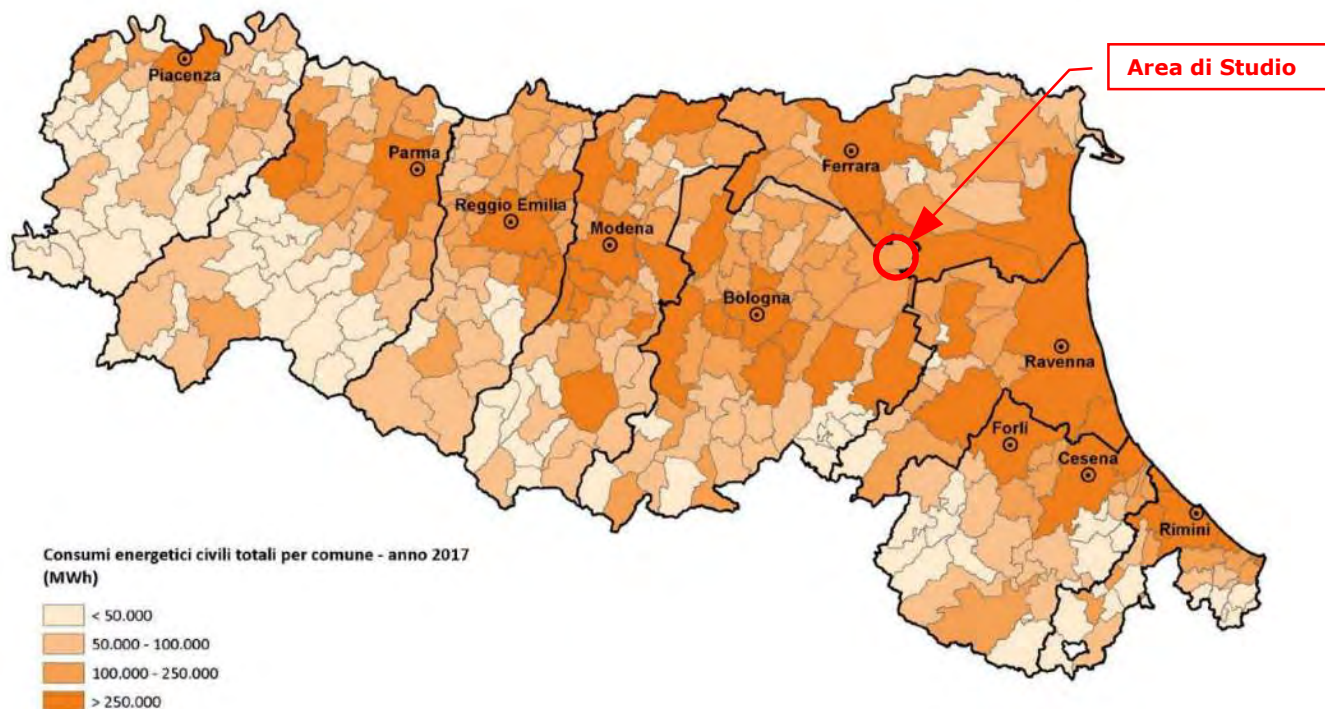 Area di Studio
Piacenza
Parma
Reggio Emilia
Modena
Ferrara
Bologna
Ravenna
Forlì
Cesena
Rimini
Consumi energetici civili totali per comune - anno 2017
(MWh)
< 50.000
50.000 - 100.000
100.000 - 250.000
> 250.000